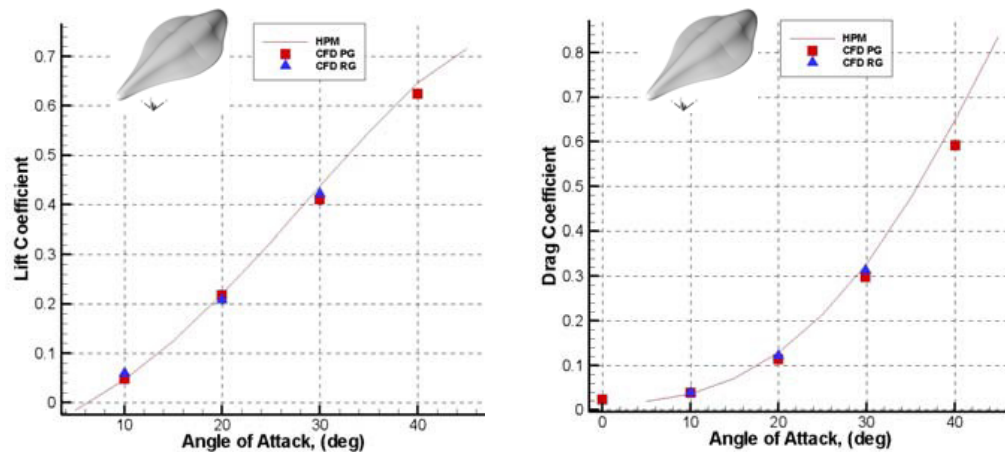 HPM
CFD PG
CFD RG
0.7
0.6
0.5
0.4
0.3
0.2
0.1
0
Lift Coefficient
10 20 30 40
Angle of Attack, (deg)
HPM
CFD PG
CFD RG
0.8
0.7
0.6
0.5
0.4
0.3
0.2
0.1
0
Drag Coefficient
0 10 20 30 40
Angle of Attack, (deg)